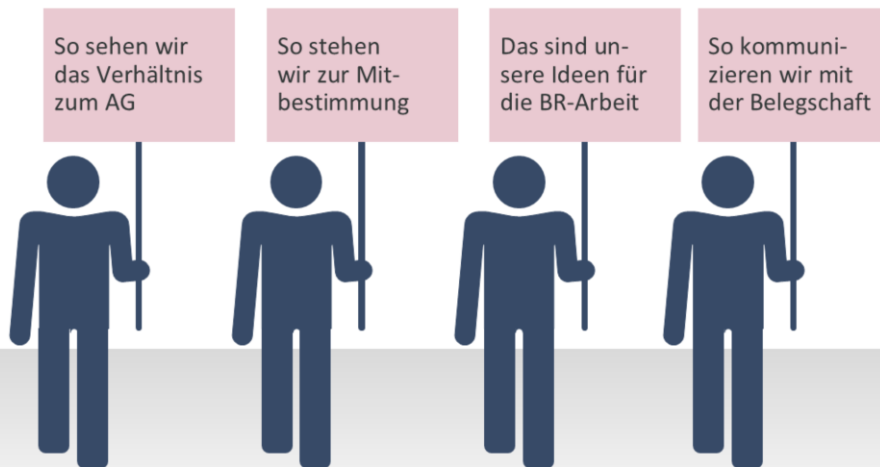 So sehen wir
das Verhältnis
zum AG
So stehen
wir zur Mit-
bestimmung
Das sind un-
sere Ideen für
die BR-Arbeit
So kommuni-
zieren wir mit
der Belegschaft